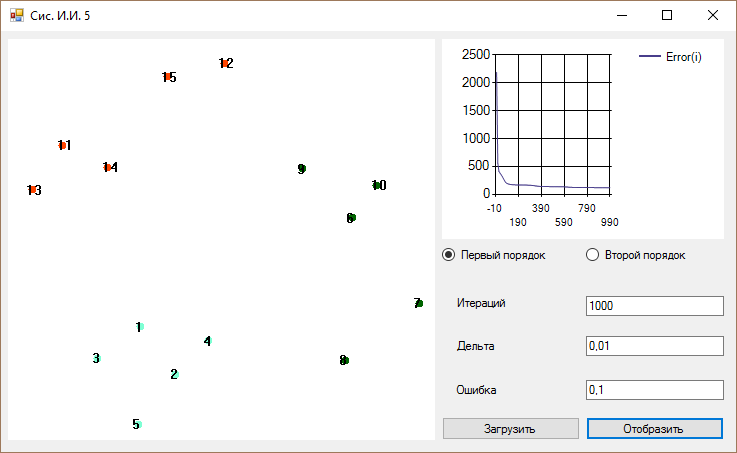 Сис. И.И. 5
12
15
11
14
13
9
10
6
7
1
4
3
2
8
5
2500
2000
1500
1000
500
0
-10 390 790
190 590 990
Error(i)
Первый порядок Второй порядок
Итераций 1000
Дельта 0,01
Ошибка 0,1
Загрузить Отобразить